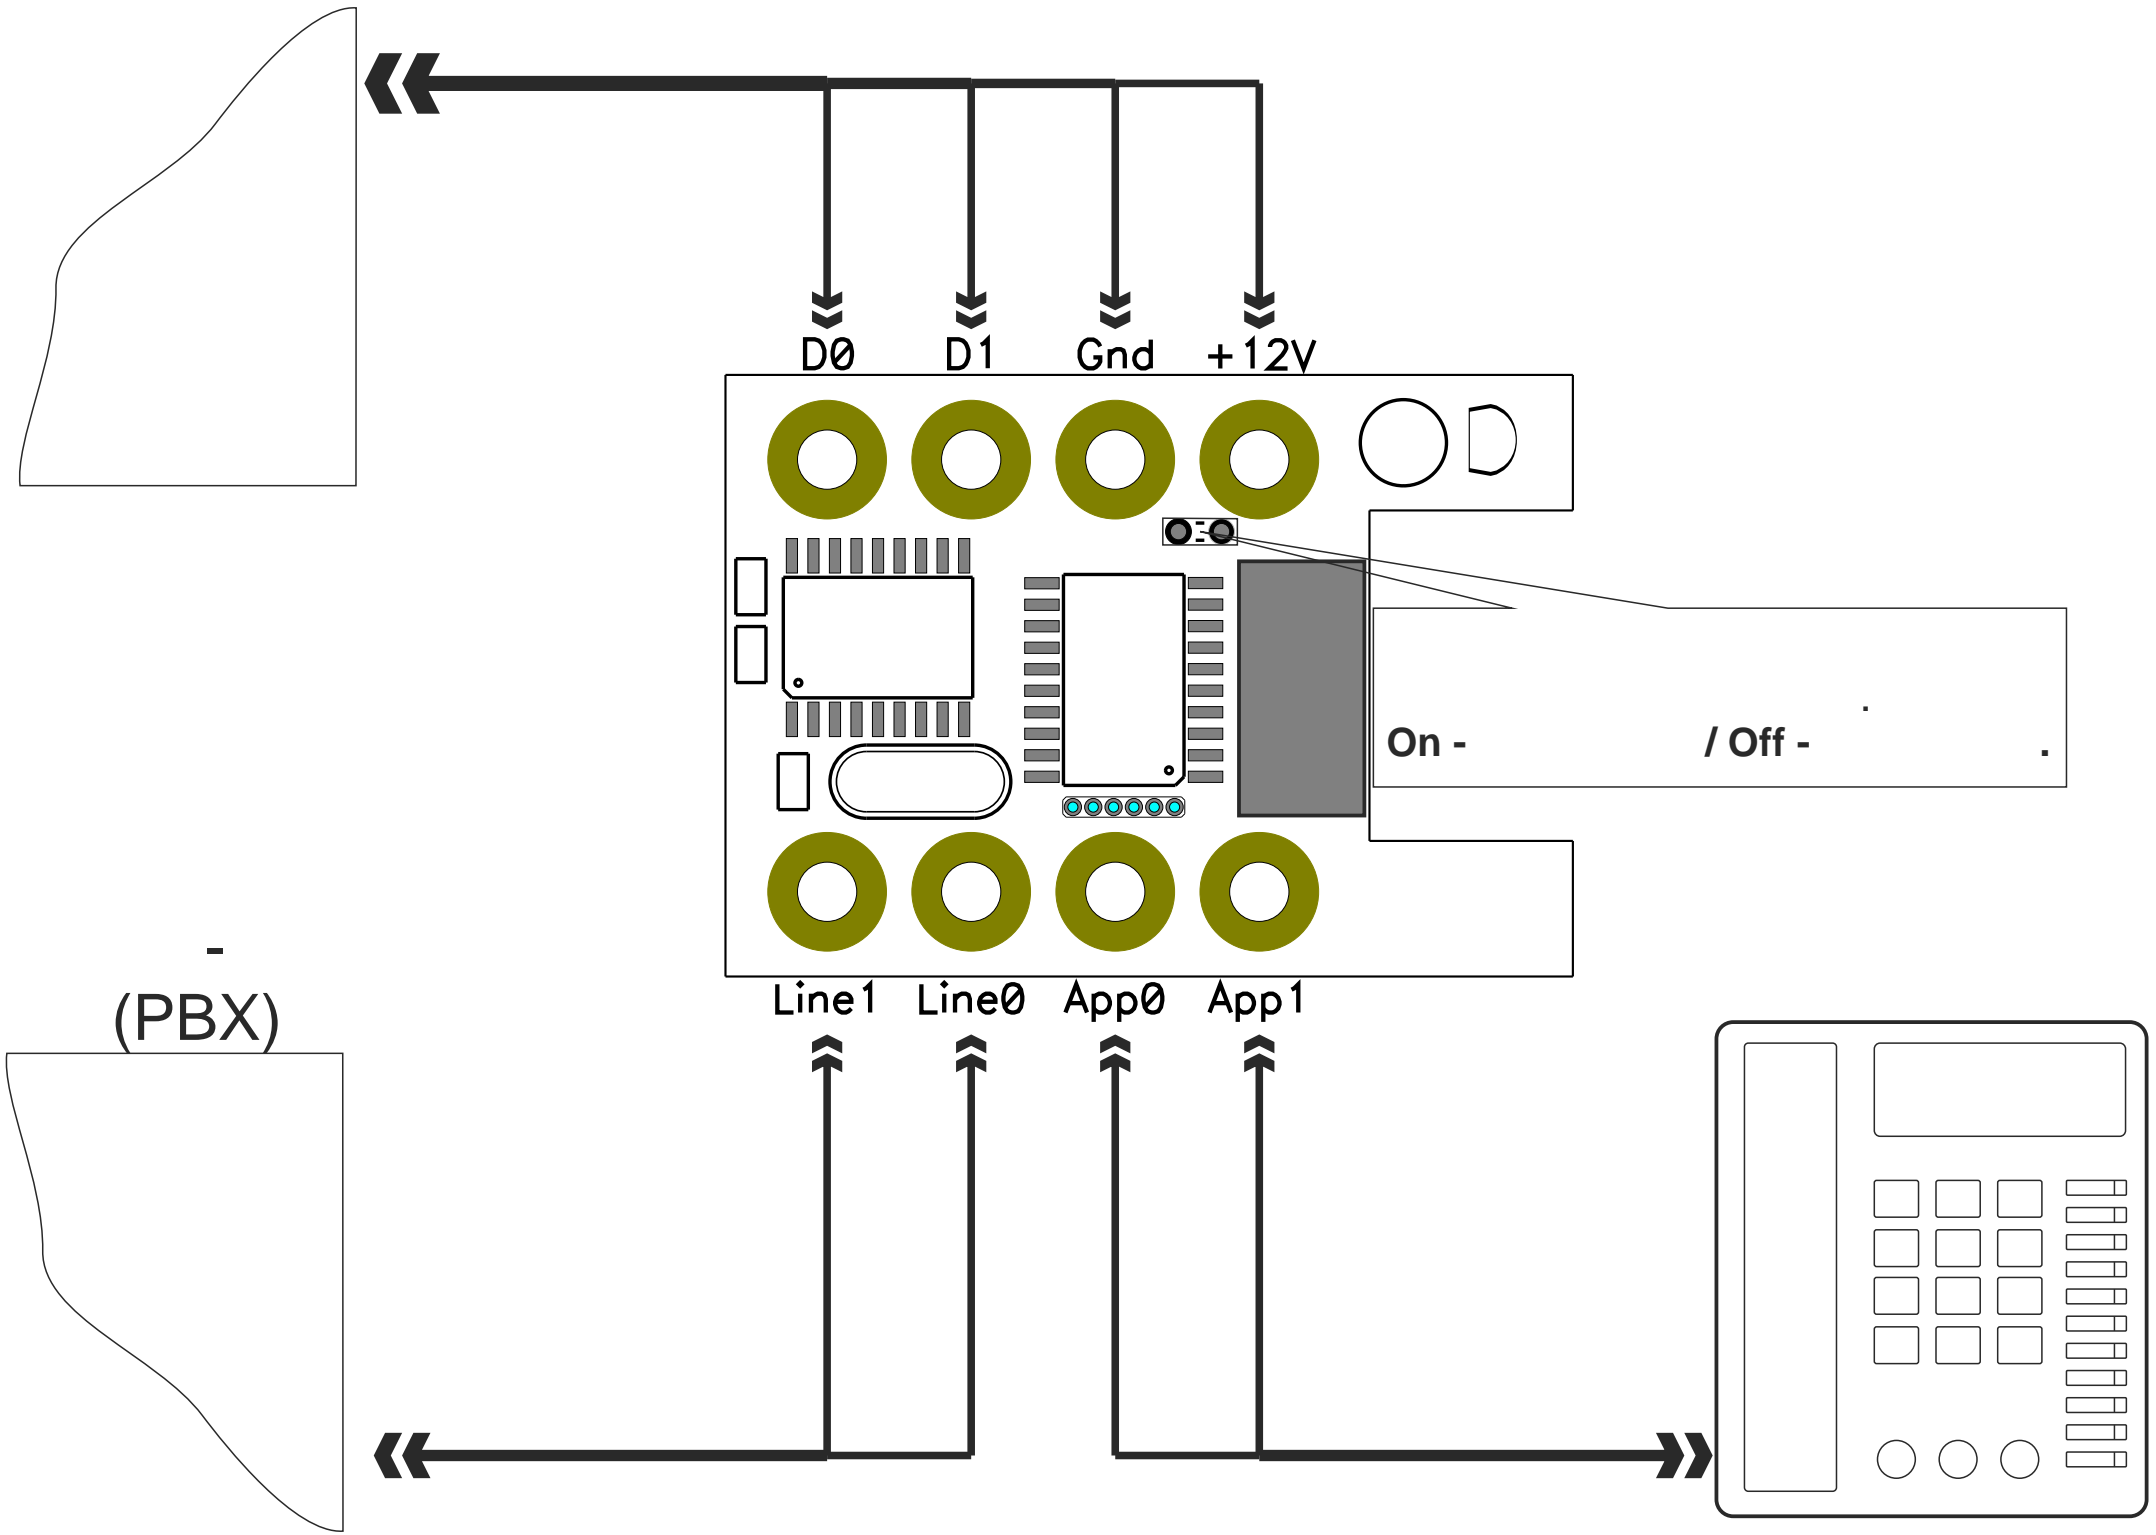 D0 D1 Gnd +12V
.
On - / Off - .
-
(PBX)
Line1 Line0 App0 App1